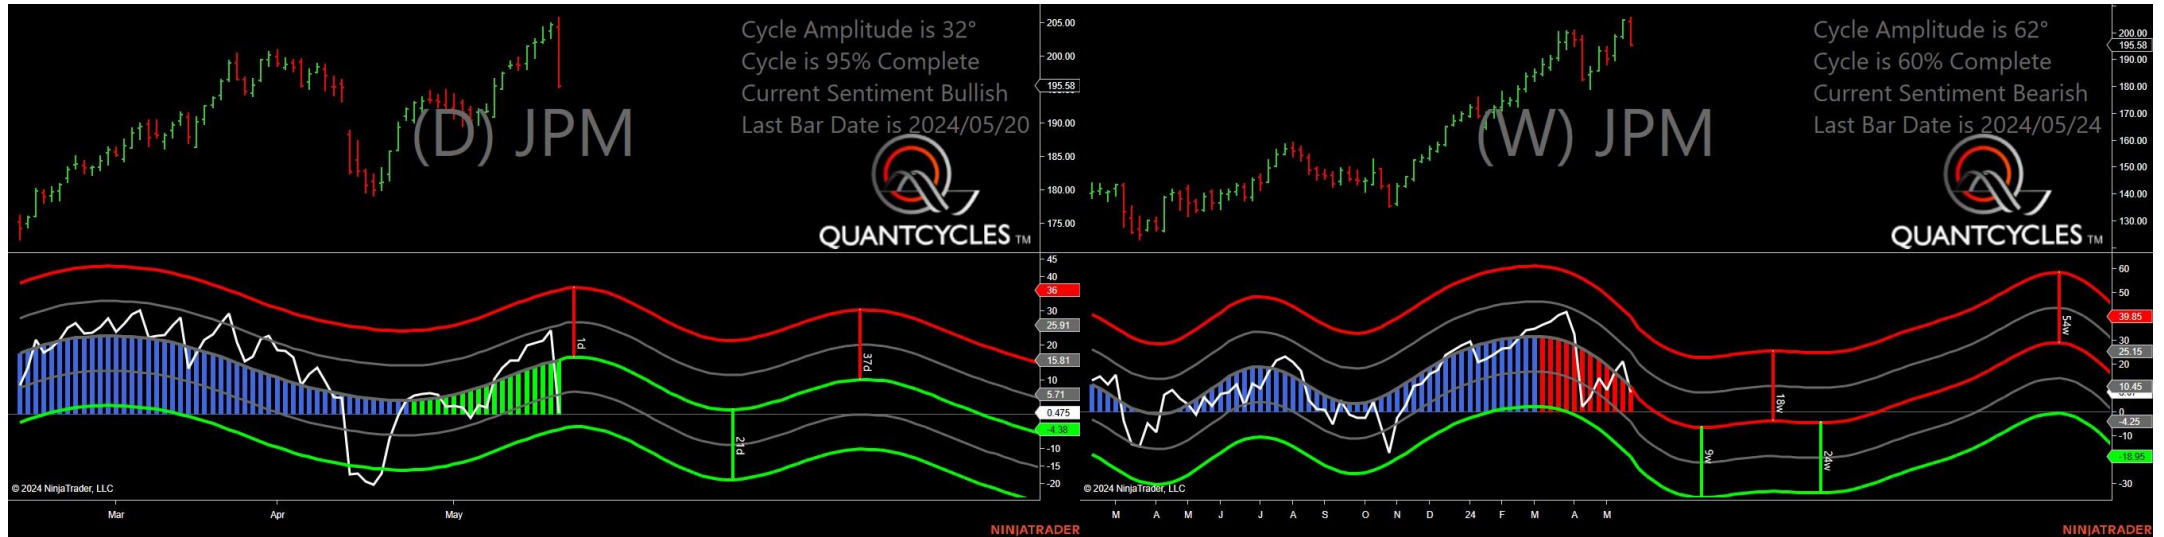 Cycle Amplitude is 32°
Cycle is 95% Complete
Current Sentiment Bullish
Last Bar Date is 2024/05/20
(D) JPM
QUANTCYCLES TM
205.00
200.00
195.58
190.00
185.00
180.00
175.00
45
40
36
30
25.91
20
15.81
10
5.71
0.475
-4.38
-10
-15
-20
1d
21d
37d
© 2024 NinjaTrader, LLC
Mar
Apr
May
NINJATRADER
Cycle Amplitude is 62°
Cycle is 60% Complete
Current Sentiment Bearish
Last Bar Date is 2024/05/24
(W) JPM
QUANTCYCLES TM
200.00
195.58
190.00
180.00
170.00
160.00
150.00
140.00
130.00
60
50
39.85
30
25.15
20
10.45
0
-4.25
-10
-18.95
-30
9w
18w
24w
54w
© 2024 NinjaTrader, LLC
M A M J J A S O N D 24 F M A M
NINJATRADER